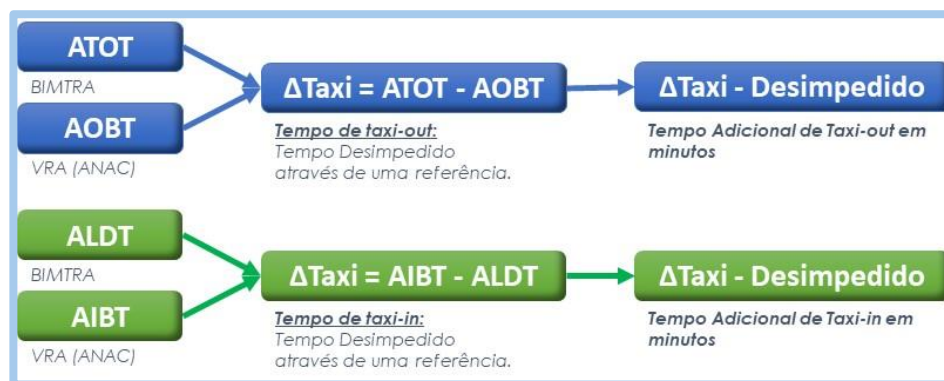 ATOT
BIMTRA
AOBT
VRA (ANAC)
ΔTaxi = ATOT - AOBT
Tempo de taxi-out:
Tempo Desimpedido
através de uma referência.
ΔTaxi - Desimpedido
Tempo Adicional de Taxi-out em
minutos
ALDT
BIMTRA
AIBT
VRA (ANAC)
ΔTaxi = AIBT - ALDT
Tempo de taxi-in:
Tempo Desimpedido
através de uma referência.
ΔTaxi - Desimpedido
Tempo Adicional de Taxi-in em
minutos